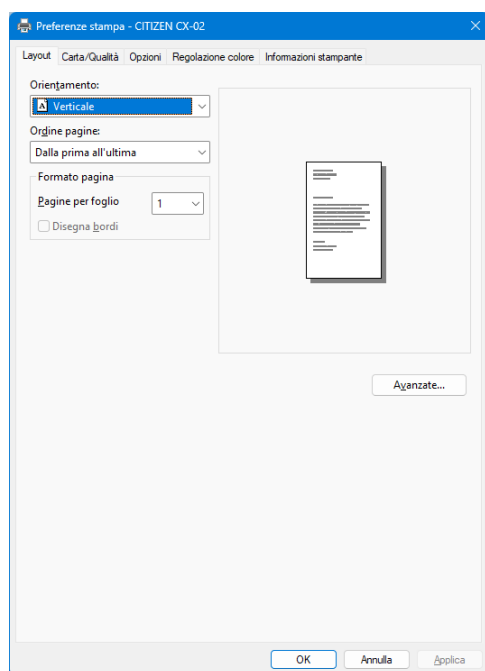 Preferenze stampa - CITIZEN CX-02
Layout Carta/Qualità Opzioni Regolazione colore Informazioni stampante
Orientamento:
A Verticale
Ordine pagine:
Dalla prima all'ultima
Formato pagina
Pagine per foglio 1
Disegna bordi
Avanzate...
OK Annulla Applica